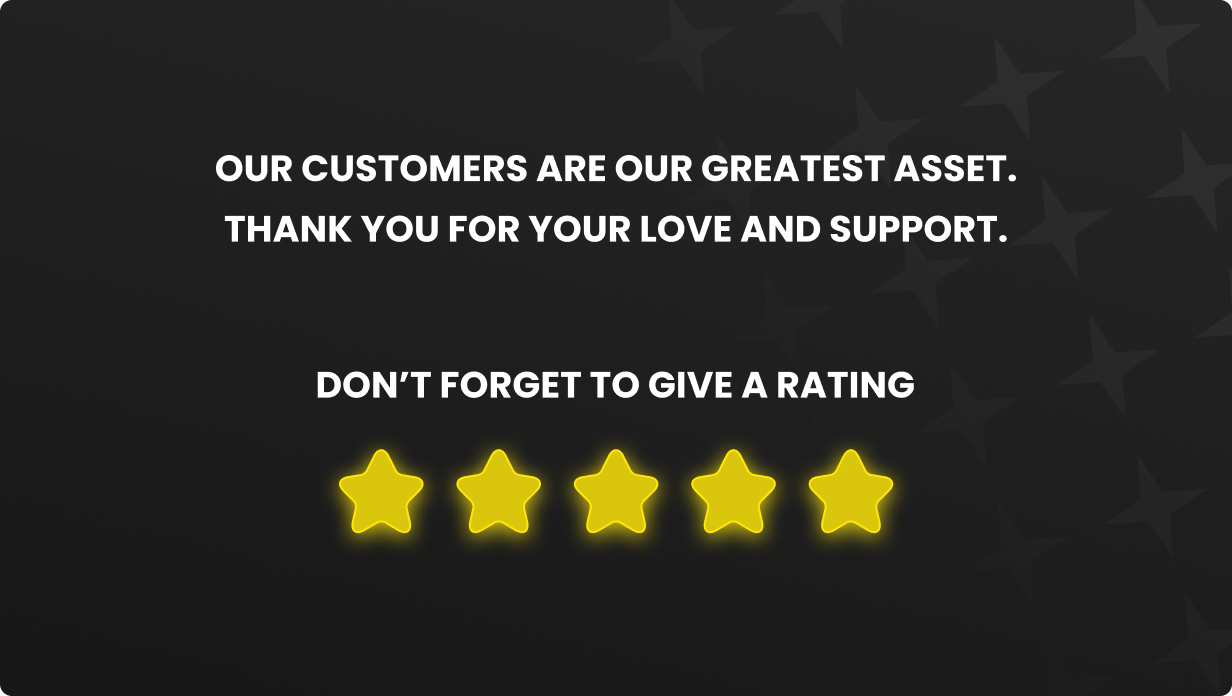 OUR CUSTOMERS ARE OUR GREATEST ASSET.
THANK YOU FOR YOUR LOVE AND SUPPORT.
DON’T FORGET TO GIVE A RATING